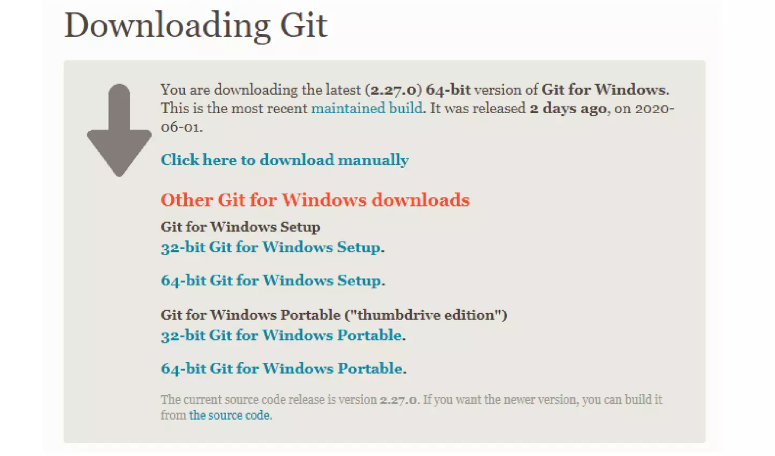 Downloading Git
You are downloading the latest (2.27.0) 64-bit version of Git for Windows.
This is the most recent maintained build. It was released 2 days ago, on 2020-
06-01.
Click here to download manually
Other Git for Windows downloads
Git for Windows Setup
32-bit Git for Windows Setup.
64-bit Git for Windows Setup.
Git for Windows Portable ("thumbdrive edition")
32-bit Git for Windows Portable.
64-bit Git for Windows Portable.
The current source code release is version 2.27.0. If you want the newer version, you can build it
from the source code.